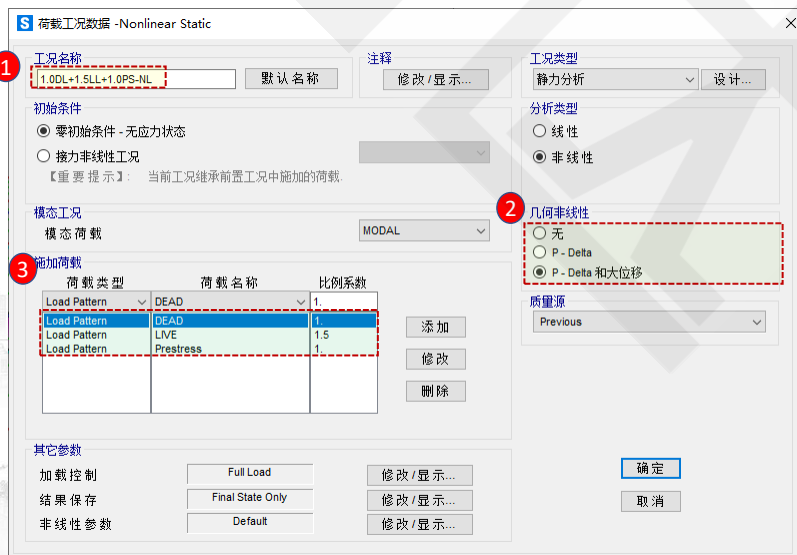 S 荷载工况数据 -Nonlinear Static
1
工况名称
1.0DL+1.5LL+1.0PS-NL
默认名称
注释
修改/显示...
工况类型
静力分析
设计...
初始条件
零初始条件 - 无应力状态
接力非线性工况
【重要提示】： 当前工况继承前置工况中施加的荷载.
分析类型
线性
非线性
模态工况
模态荷载
MODAL
2
几何非线性
无
P - Delta
P - Delta 和大位移
3
施加荷载
荷载类型 荷载名称 比例系数
Load Pattern DEAD 1.
Load Pattern DEAD 1.
Load Pattern LIVE 1.5
Load Pattern Prestress 1.
添加
修改
删除
质量源
Previous
其它参数
加载控制 Full Load 修改/显示...
结果保存 Final State Only 修改/显示...
非线性参数 Default 修改/显示...
确定
取消